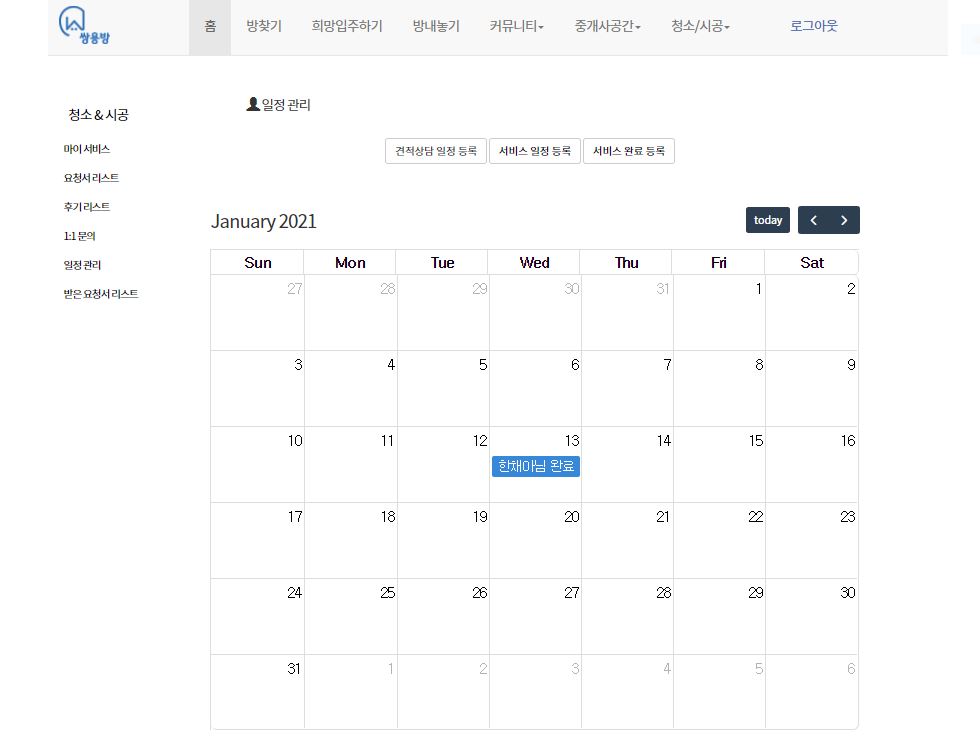 쌍용방
홈 방찾기 희망입주하기 방내놓기 커뮤니티 중개사공간 청소/시공 로그아웃
청소 & 시공
마이 서비스
요청서 리스트
후기 리스트
1:1 문의
일정 관리
받은 요청서 리스트
일정 관리
견적상담 일정 등록 서비스 일정 등록 서비스 완료 등록
January 2021 today
Sun Mon Tue Wed Thu Fri Sat
27 28 29 30 31 1 2
3 4 5 6 7 8 9
10 11 12 13 14 15 16
한채아님 완료
17 18 19 20 21 22 23
24 25 26 27 28 29 30
31 1 2 3 4 5 6